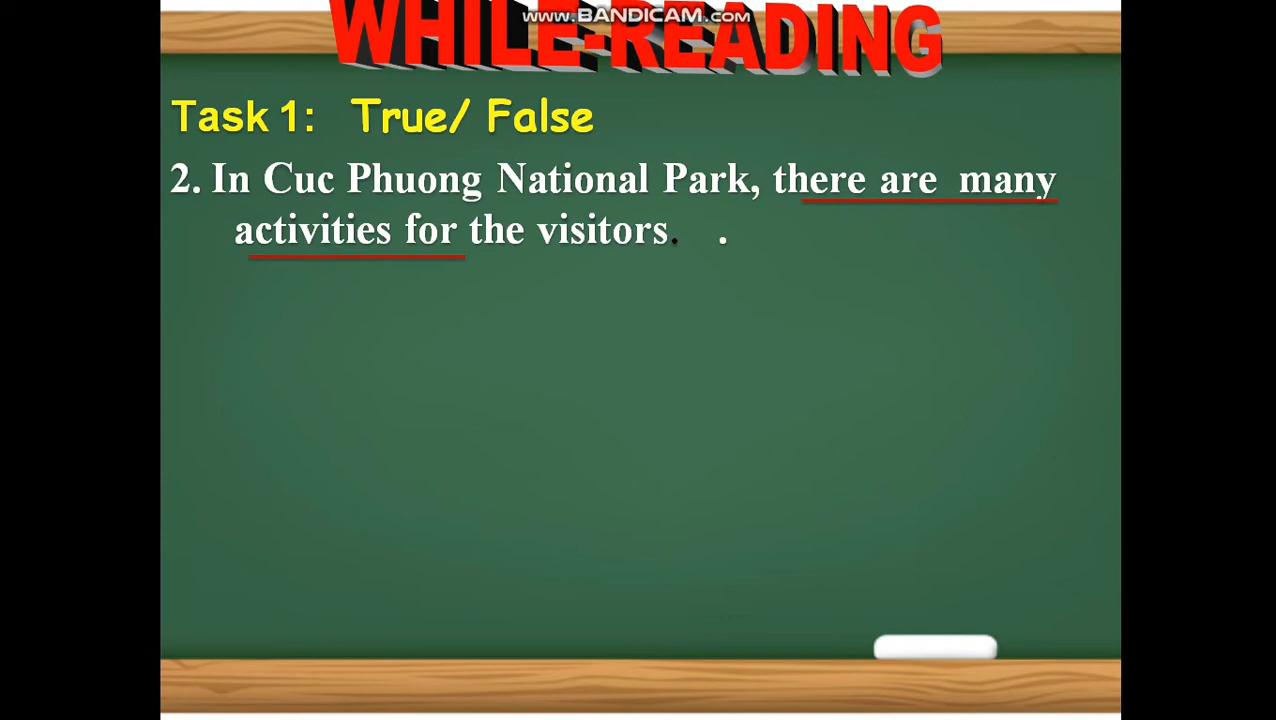 www.BANDICAM.com
WHILE-READING
Task 1: True/ False
2. In Cuc Phuong National Park, there are many
activities for the visitors. .